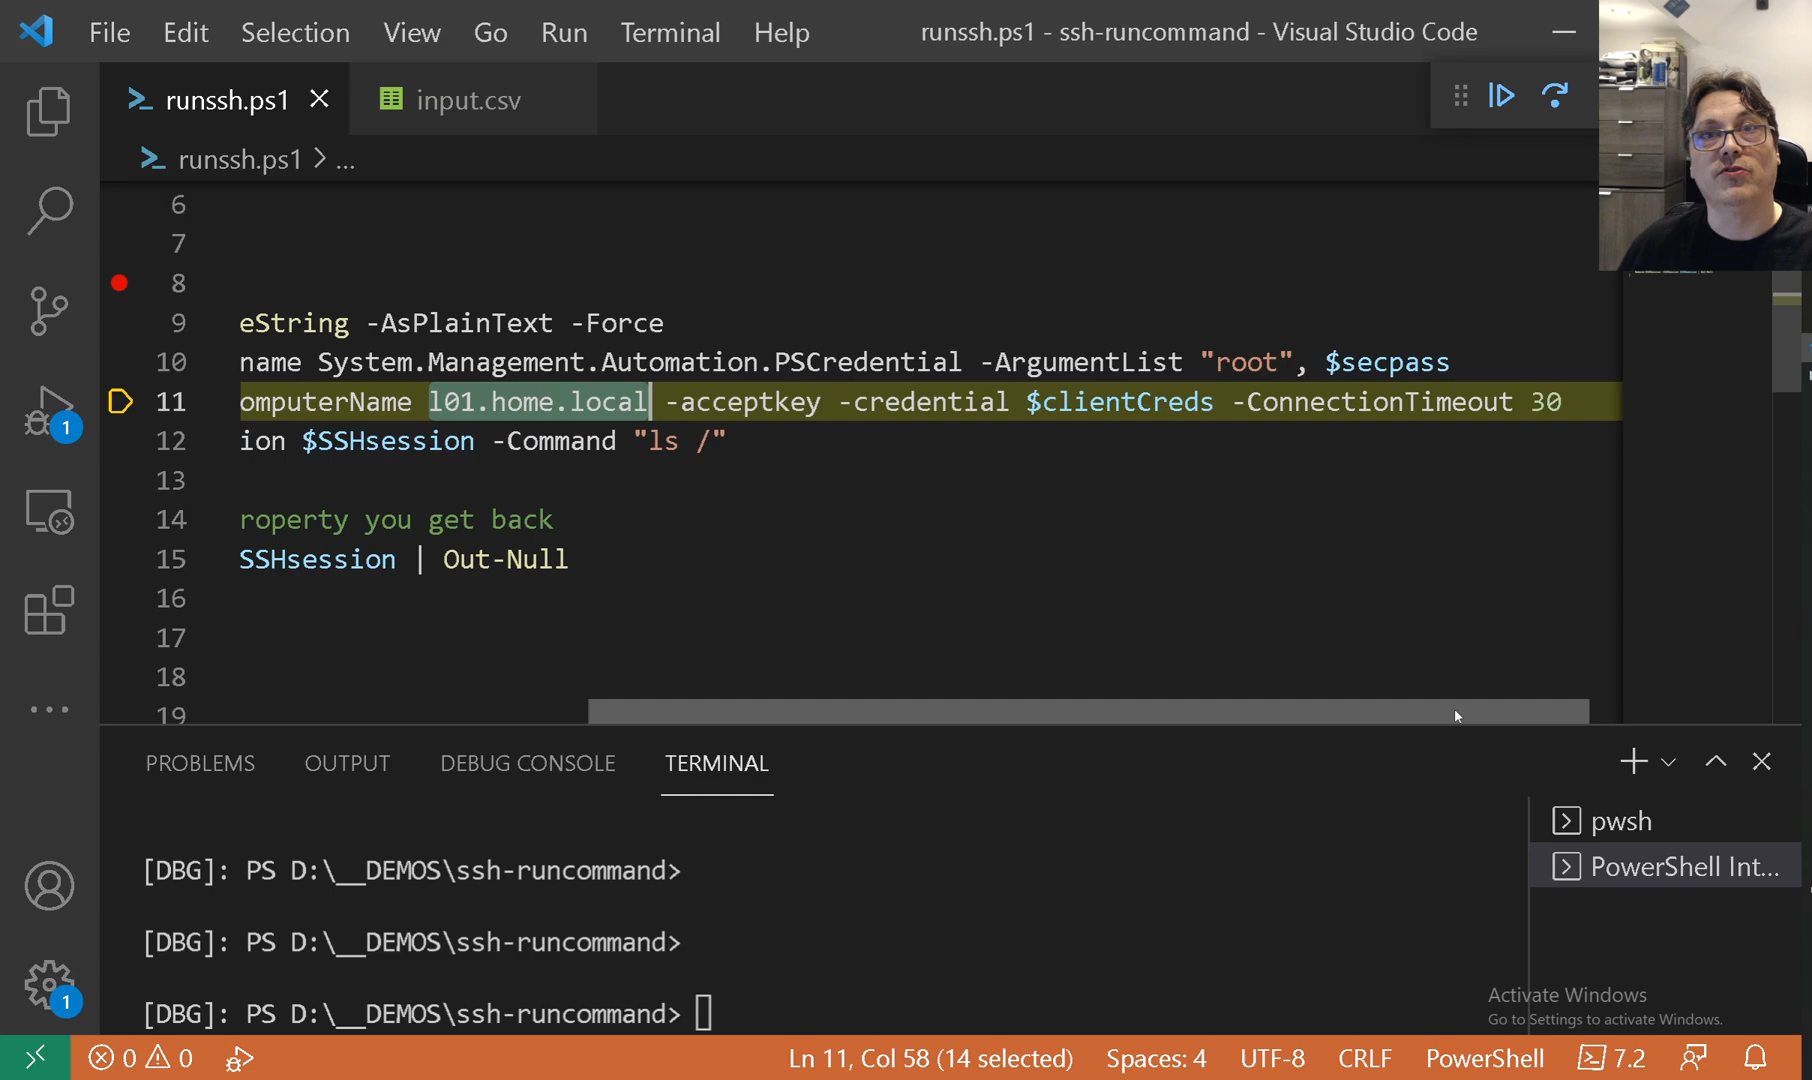 File Edit Selection View Go Run Terminal Help runssh.ps1 - ssh-runcommand - Visual Studio Code
runssh.ps1 input.csv
runssh.ps1 > ...
6
7
8
9 eString -AsPlainText -Force
10 name System.Management.Automation.PSCredential -ArgumentList "root", $secpass
11 omputerName l01.home.local -acceptkey -credential $clientCreds -ConnectionTimeout 30
12 ion $SSHsession -Command "ls /"
13
14 roperty you get back
15 SSHsession | Out-Null
16
17
18
19
1
PROBLEMS OUTPUT DEBUG CONSOLE TERMINAL
pwsh
PowerShell Int...
[DBG]: PS D:\__DEMOS\ssh-runcommand>
[DBG]: PS D:\__DEMOS\ssh-runcommand>
[DBG]: PS D:\__DEMOS\ssh-runcommand>
1
Activate Windows
Go to Settings to activate Windows.
0 0 Ln 11, Col 58 (14 selected) Spaces: 4 UTF-8 CRLF PowerShell 7.2